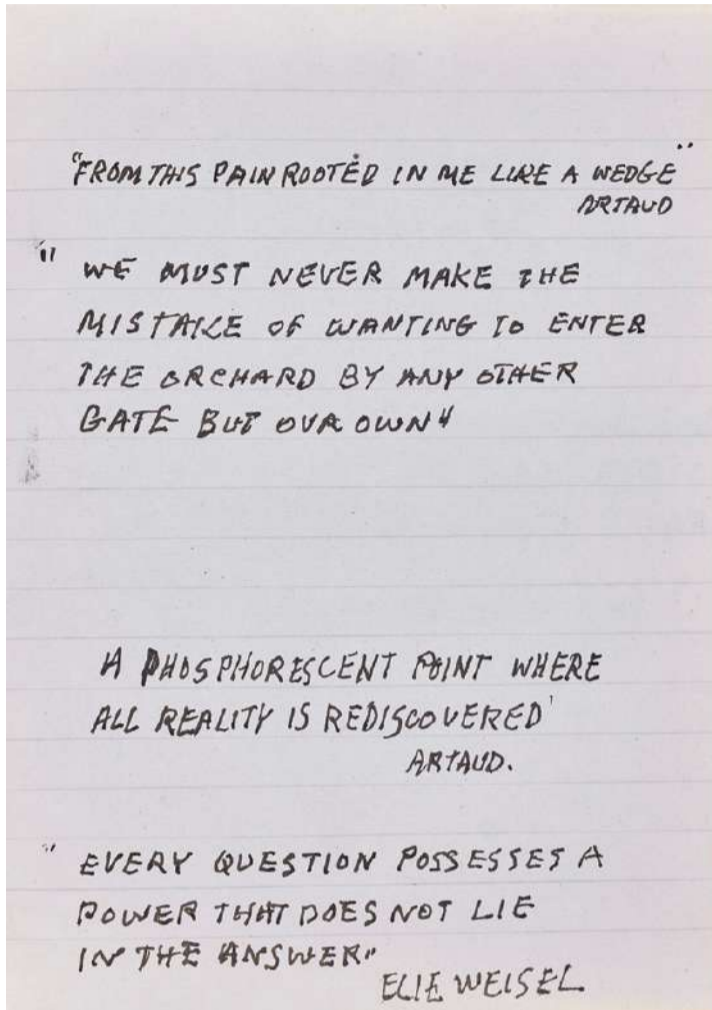 "FROM THIS PAIN ROOTED IN ME LIKE A WEDGE"
ARTAUD
"WE MUST NEVER MAKE THE
MISTAKE OF WANTING TO ENTER
THE ORCHARD BY ANY OTHER
GATE BUT OUR OWN"
A PHOSPHORESCENT POINT WHERE
ALL REALITY IS REDISCOVERED'
ARTAUD.
"EVERY QUESTION POSSESSES A
POWER THAT DOES NOT LIE
IN THE ANSWER"
ELIE WEISEL